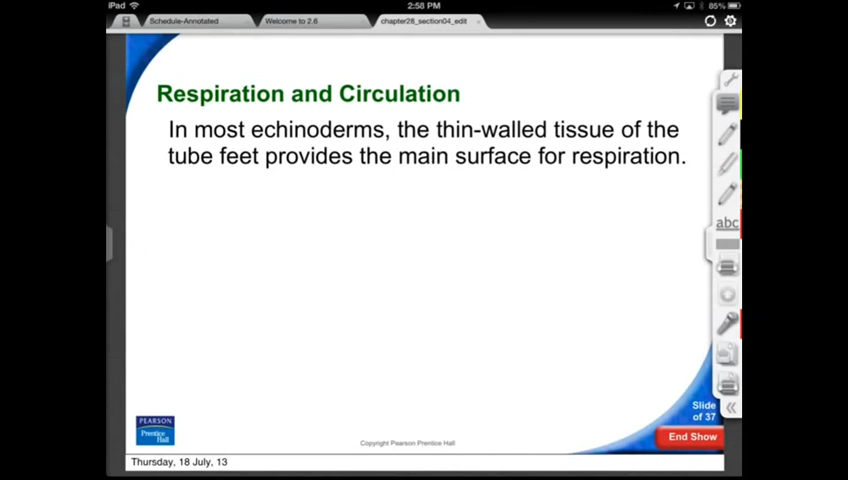 iPad
2:58 PM
85%
Schedule-Annotated
Welcome to 2.6
chapter28_section04_edit
Respiration and Circulation
In most echinoderms, the thin-walled tissue of the
tube feet provides the main surface for respiration.
abc
PEARSON
Prentice
Hall
Copyright Pearson Prentice Hall
Slide
of 37
End Show
Thursday, 18 July, 13